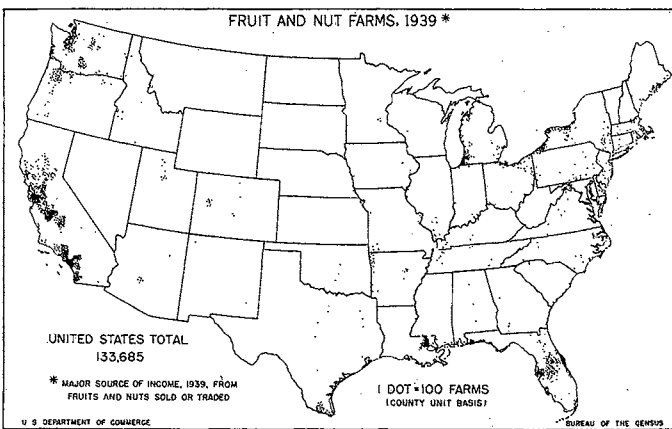 FRUIT AND NUT FARMS, 1939 *
UNITED STATES TOTAL
133,685
* MAJOR SOURCE OF INCOME, 1939, FROM
FRUITS AND NUTS SOLD OR TRADED
1 DOT=100 FARMS
(COUNTY UNIT BASIS)
U S DEPARTMENT OF COMMERCE
BUREAU OF THE CENSUS